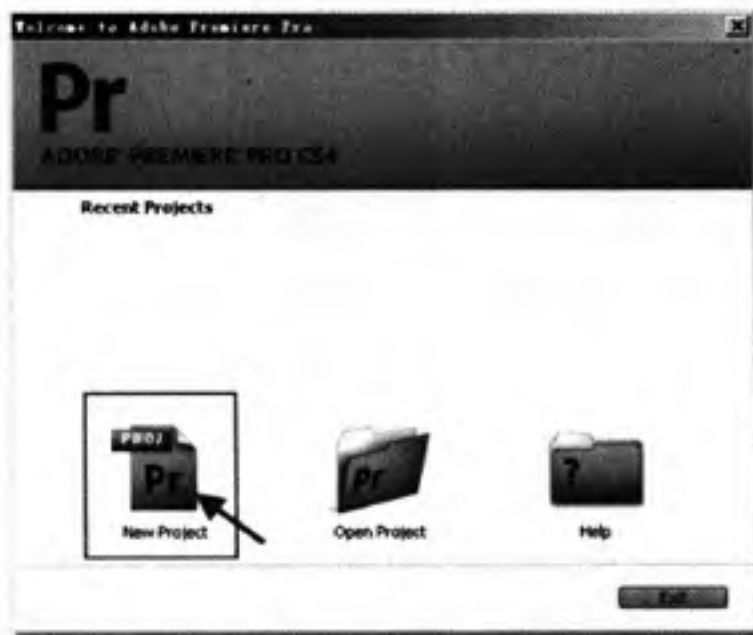 Welcome to Adobe Premiere Pro
Pr
ADOBE PREMIERE PRO CS4
Recent Projects
PROJ
Pr
Pr
?
New Project
Open Project
Help
Exit